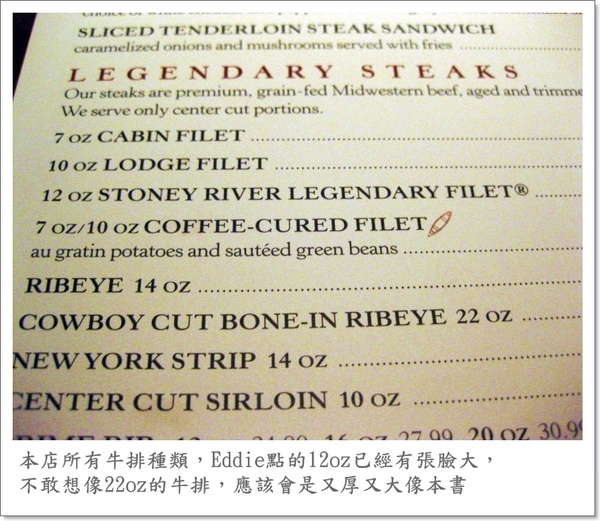 SLICED TENDERLOIN STEAK SANDWICH
caramelized onions and mushrooms served with fries
LEGENDARY STEAKS
Our steaks are premium, grain-fed Midwestern beef, aged and trimme
We serve only center cut portions.
7 OZ CABIN FILET
10 OZ LODGE FILET
12 OZ STONEY RIVER LEGENDARY FILET®
7 OZ/10 OZ COFFEE-CURED FILET
au gratin potatoes and sautéed green beans
RIBEYE 14 OZ
COWBOY CUT BONE-IN RIBEYE 22 OZ
NEW YORK STRIP 14 OZ
CENTER CUT SIRLOIN 10 OZ
27.99 20 OZ 30.99
本店所有牛排種類，Eddie點的12oz已經有張臉大，
不敢想像22oz的牛排，應該會是又厚又大像本書